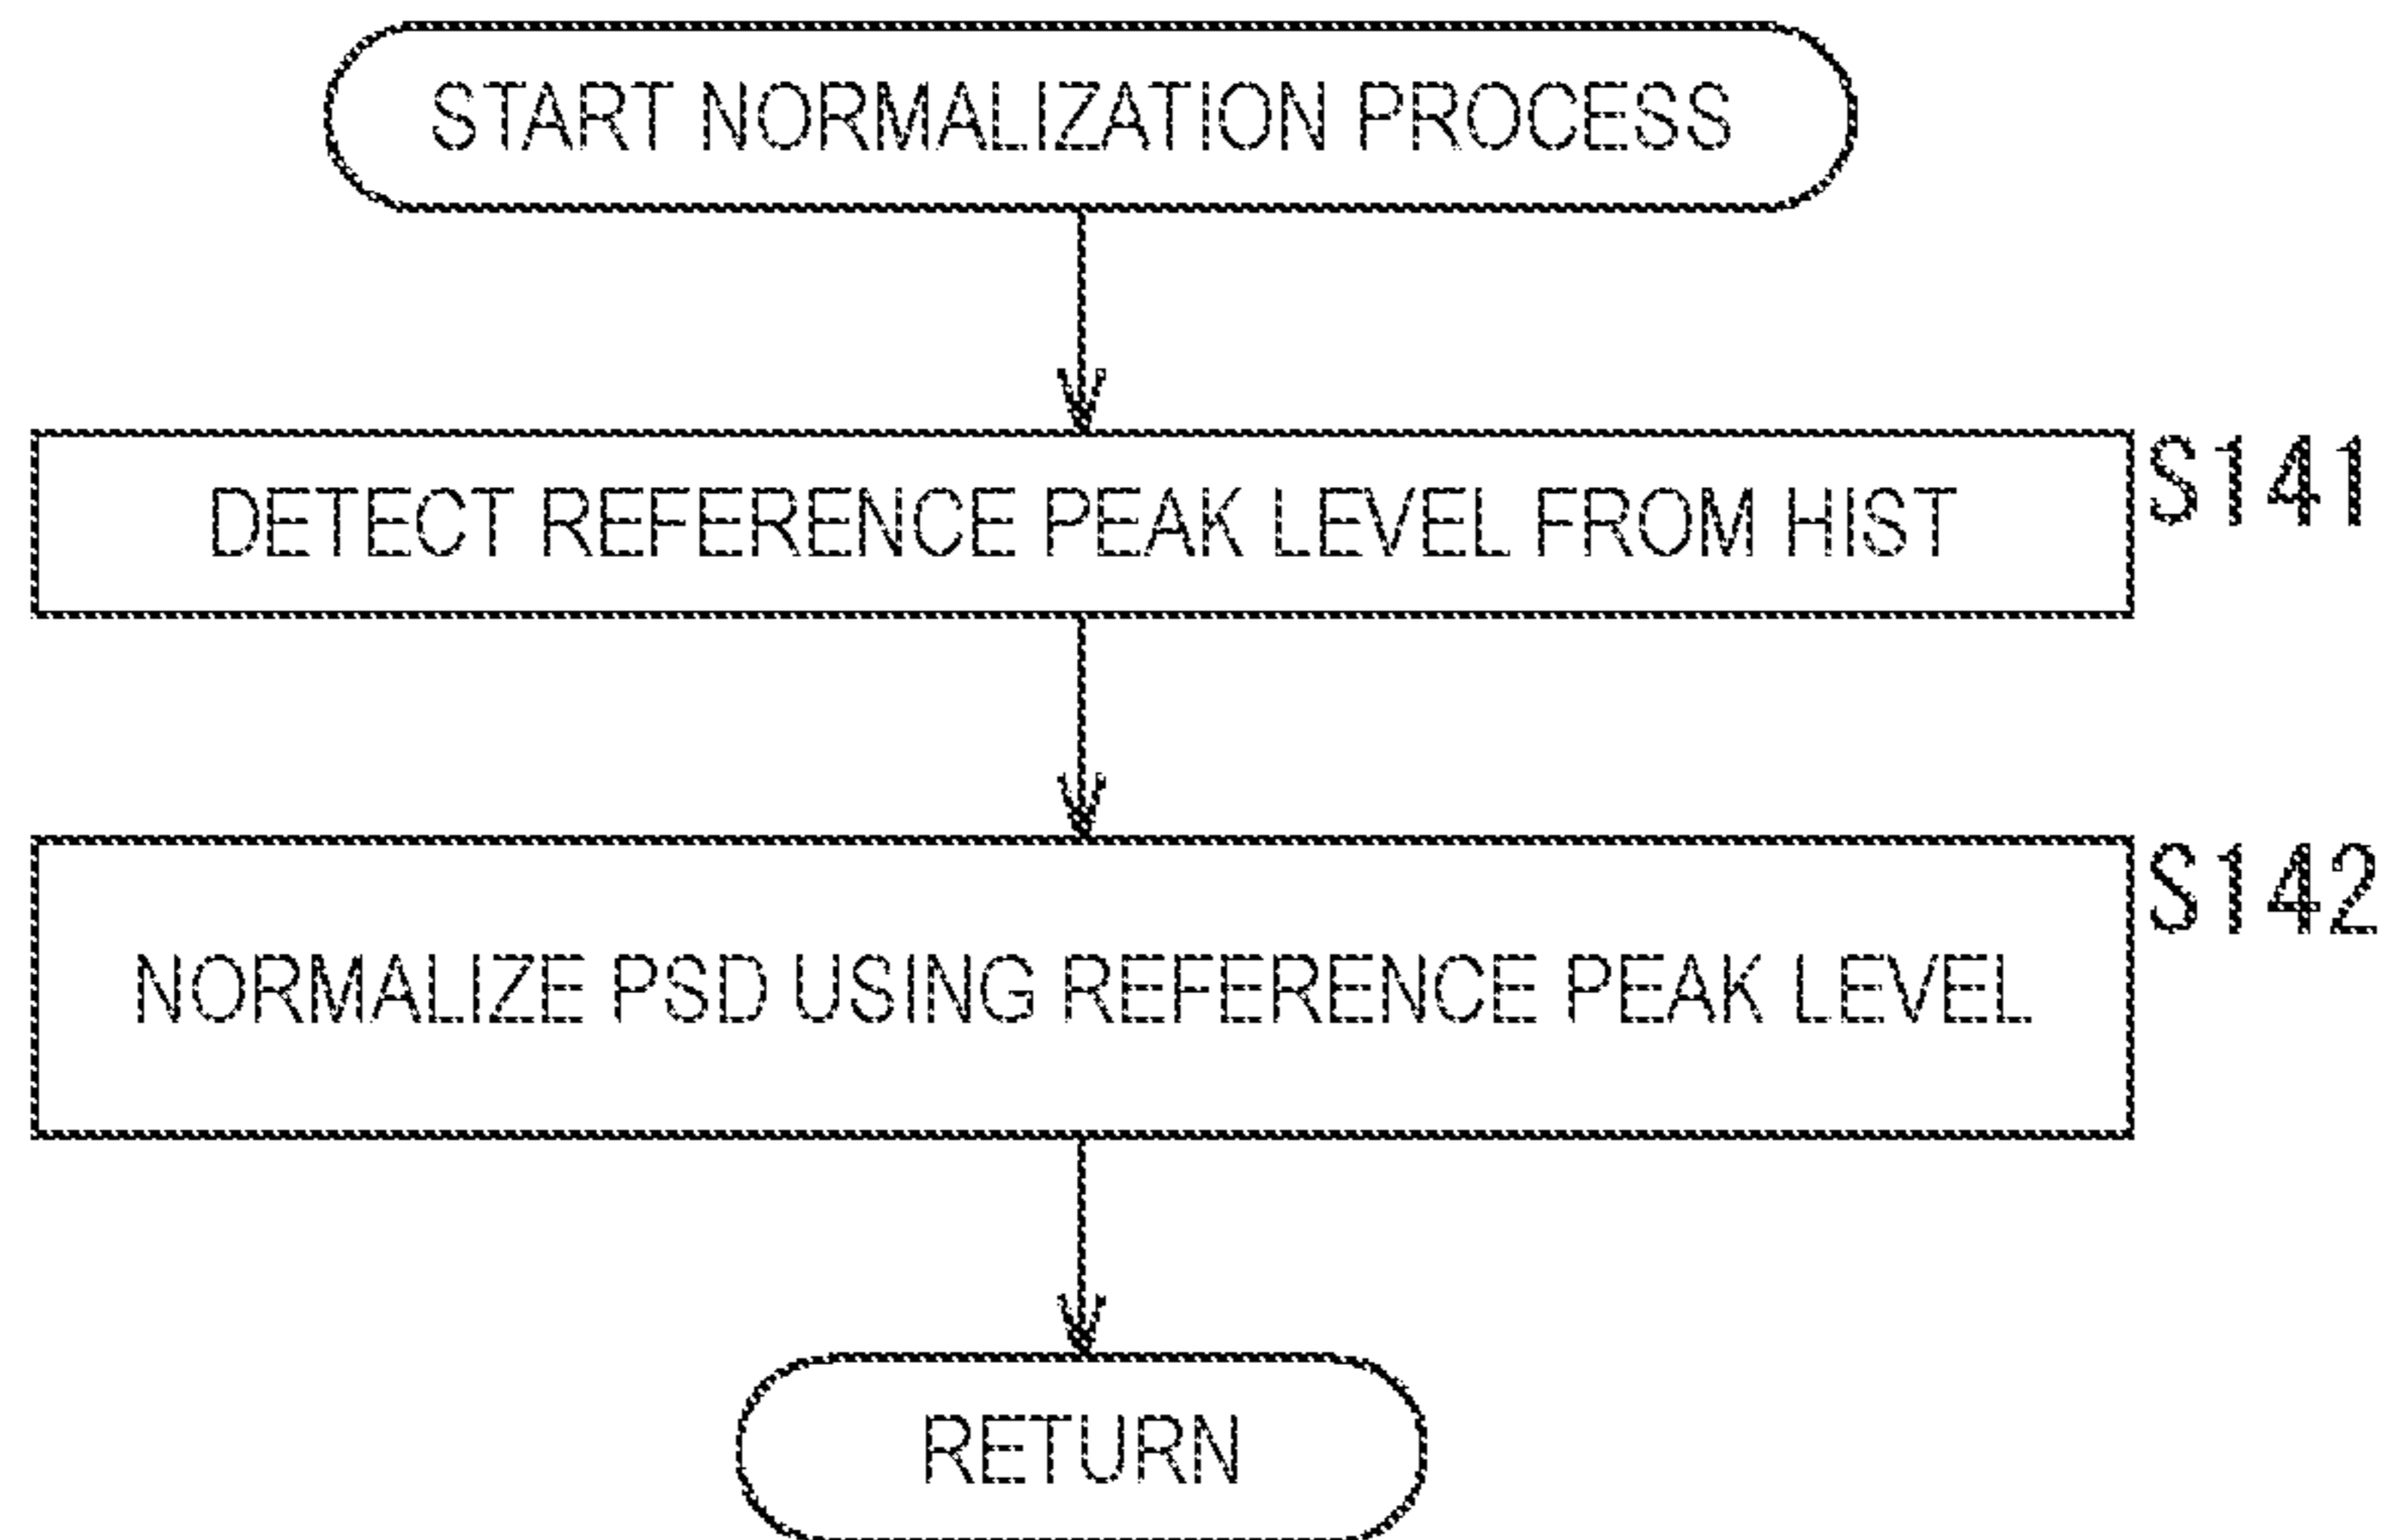 START NORMALIZATION PROCESS
DETECT REFERENCE PEAK LEVEL FROM HIST
S141
NORMALIZE PSD USING REFERENCE PEAK LEVEL
S142
RETURN